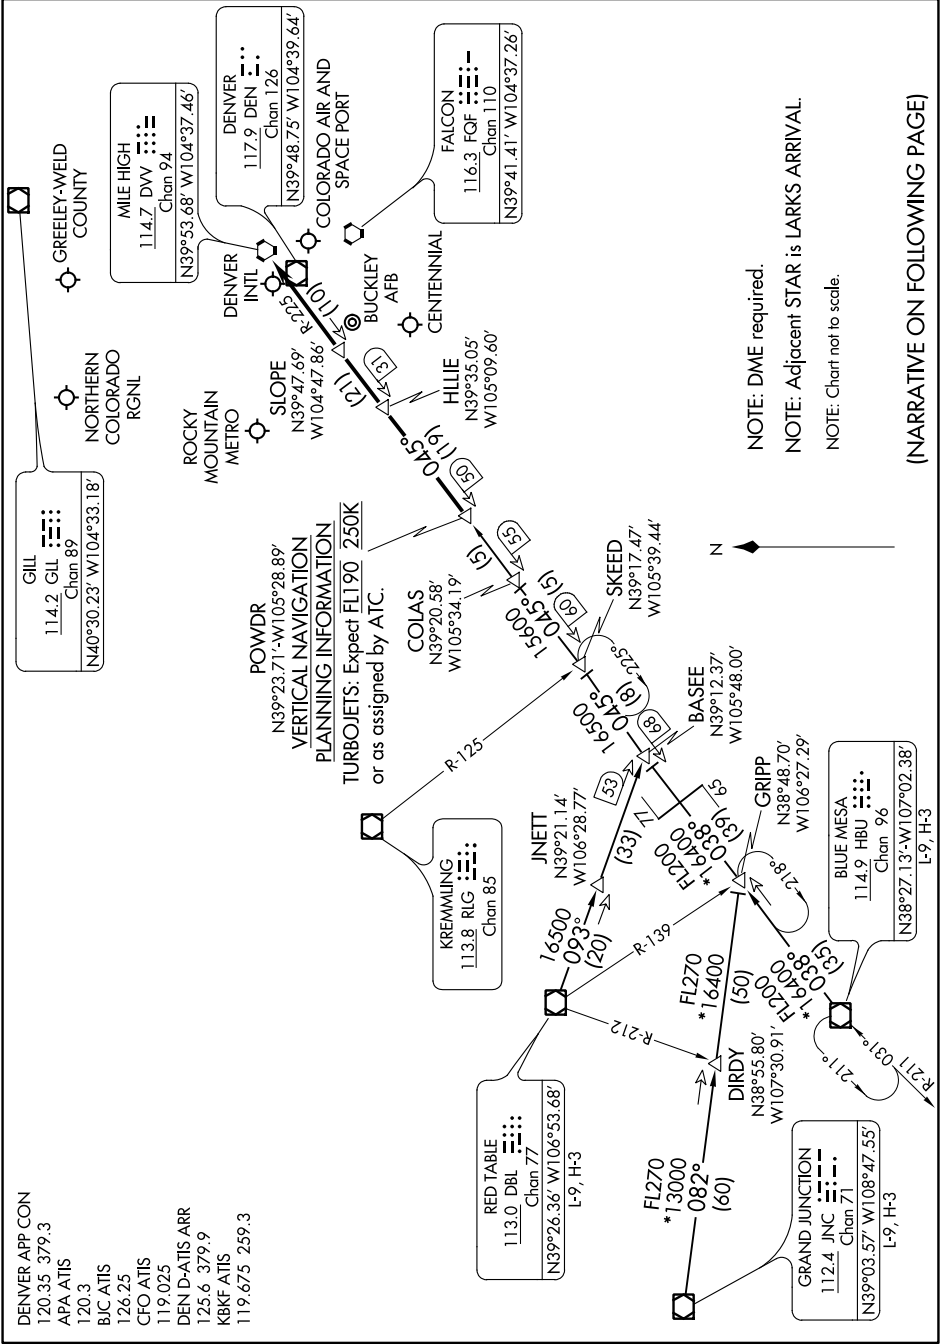 DENVER APP CON
120.35 379.3
APA ATIS
120.3
BJC ATIS
126.25
CFO ATIS
119.025
DEN D-ATIS ARR
125.6 379.9
KBKF ATIS
119.675 259.3
GILL
114.2 GLL
Chan 89
N40°30.23′ W104°33.18′
NORTHERN
COLORADO
RGNL
GREELEY-WELD
COUNTY
MILE HIGH
114.7 DVV
Chan 94
N39°53.68′ W104°37.46′
DENVER
117.9 DEN
Chan 126
N39°48.75′ W104°39.64′
ROCKY
MOUNTAIN
METRO
DENVER
INTL
COLORADO AIR AND
SPACE PORT
BUCKLEY
AFB
CENTENNIAL
FALCON
116.3 FQF
Chan 110
N39°41.41′ W104°37.26′
R-225
(10)
SLOPE
N39°47.69′
W104°47.86′
(21)
31
HLLIE
N39°35.05′
W105°09.60′
045°
(19)
50
POWDR
N39°23.71′-W105°28.89′
VERTICAL NAVIGATION
PLANNING INFORMATION
TURBOJETS: Expect FL190 250K
or as assigned by ATC.
(5)
55
COLAS
N39°20.58′
W105°34.19′
15600
045°
(5)
60
SKEED
N39°17.47′
W105°39.44′
225°
16500
045°
(8)
68
BASEE
N39°12.37′
W105°48.00′
R-125
KREMMLING
113.8 RLG
Chan 85
JNETT
N39°21.14′
W106°28.77′
53
(33)
77
65
16500
093°
(20)
FL200
*16400
038°
(39)
GRIPP
N38°48.70′
W106°27.29′
218°
R-139
R-212
RED TABLE
113.0 DBL
Chan 77
N39°26.36′ W106°53.68′
L-9, H-3
FL270
*16400
(50)
FL200
*16400
038°
(35)
BLUE MESA
114.9 HBU
Chan 96
N38°27.13′-W107°02.38′
L-9, H-3
DIRDY
N38°55.80′
W107°30.91′
211°
031°
R-211
FL270
*13000
082°
(60)
GRAND JUNCTION
112.4 JNC
Chan 71
N39°03.57′ W108°47.55′
L-9, H-3
N
NOTE: DME required.
NOTE: Adjacent STAR is LARKS ARRIVAL.
NOTE: Chart not to scale.
(NARRATIVE ON FOLLOWING PAGE)